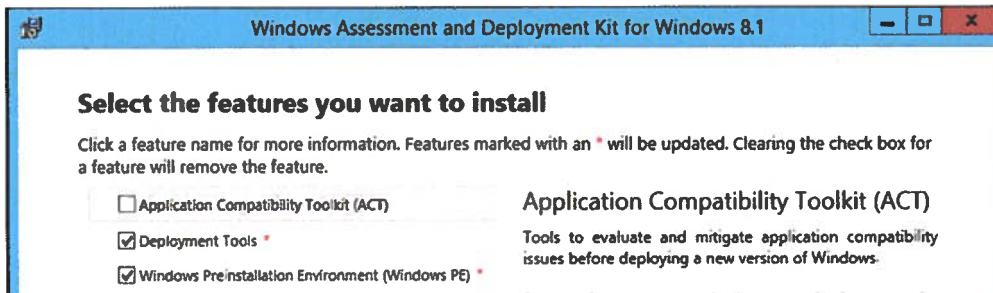 Windows Assessment and Deployment Kit for Windows 8.1
Select the features you want to install
Click a feature name for more information. Features marked with an * will be updated. Clearing the check box for
a feature will remove the feature.
Application Compatibility Toolkit (ACT)
Deployment Tools *
Windows Preinstallation Environment (Windows PE) *
Application Compatibility Toolkit (ACT)
Tools to evaluate and mitigate application compatibility
issues before deploying a new version of Windows.